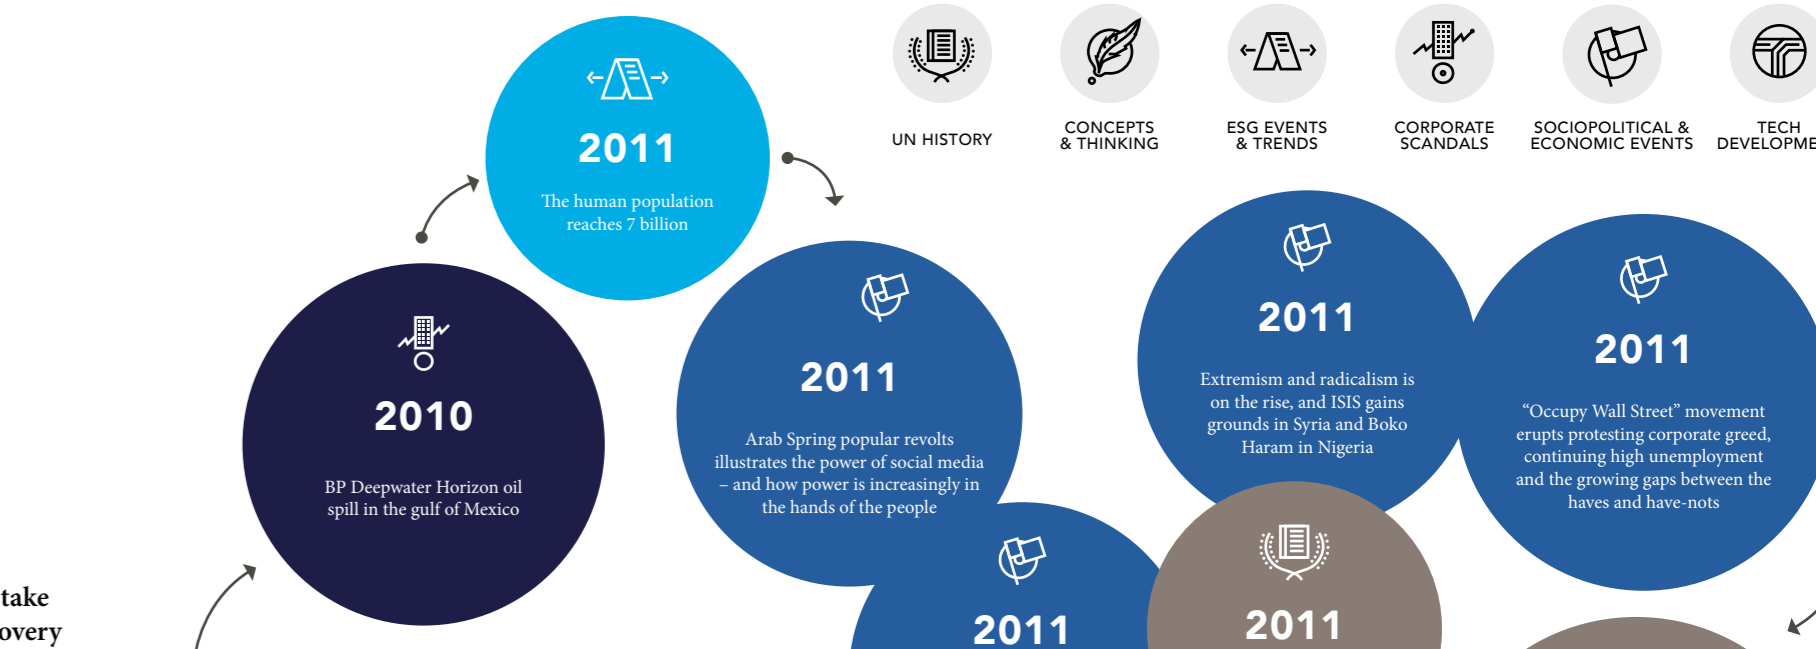 UN HISTORY
CONCEPTS
& THINKING
ESG EVENTS
& TRENDS
CORPORATE
SCANDALS
SOCIOPOLITICAL &
ECONOMIC EVENTS
TECH
2011
The human population
reaches 7 billion
2010
BP Deepwater Horizon oil
spill in the gulf of Mexico
2011
Arab Spring popular revolts
illustrates the power of social media
– and how power is increasingly in
the hands of the people
2011
Extremism and radicalism is
on the rise, and ISIS gains
grounds in Syria and Boko
Haram in Nigeria
2011
“Occupy Wall Street” movement
erupts protesting corporate greed,
continuing high unemployment
and the growing gaps between the
haves and have-nots
2011
2011
take